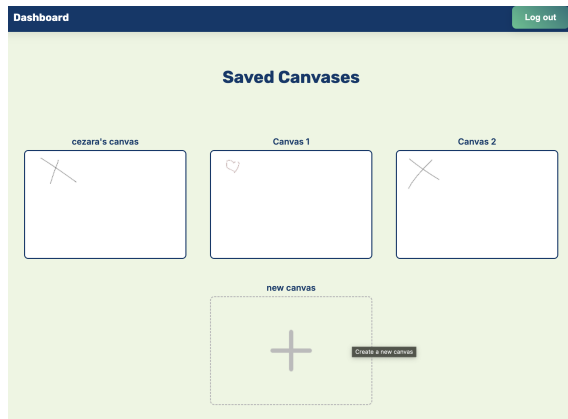 Dashboard
Log out
Saved Canvases
cezara's canvas
Canvas 1
Canvas 2
new canvas
Create a new canvas